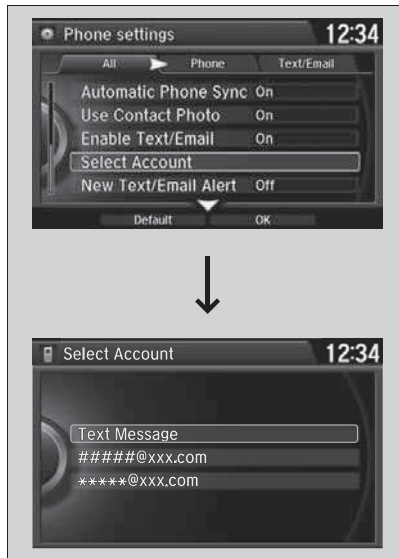 Phone settings 12:34
All Phone Text/Email
Automatic Phone Sync On
Use Contact Photo On
Enable Text/Email On
Select Account
New Text/Email Alert Off
Default OK
Select Account 12:34
Text Message
#####@xxx.com
*****@xxx.com